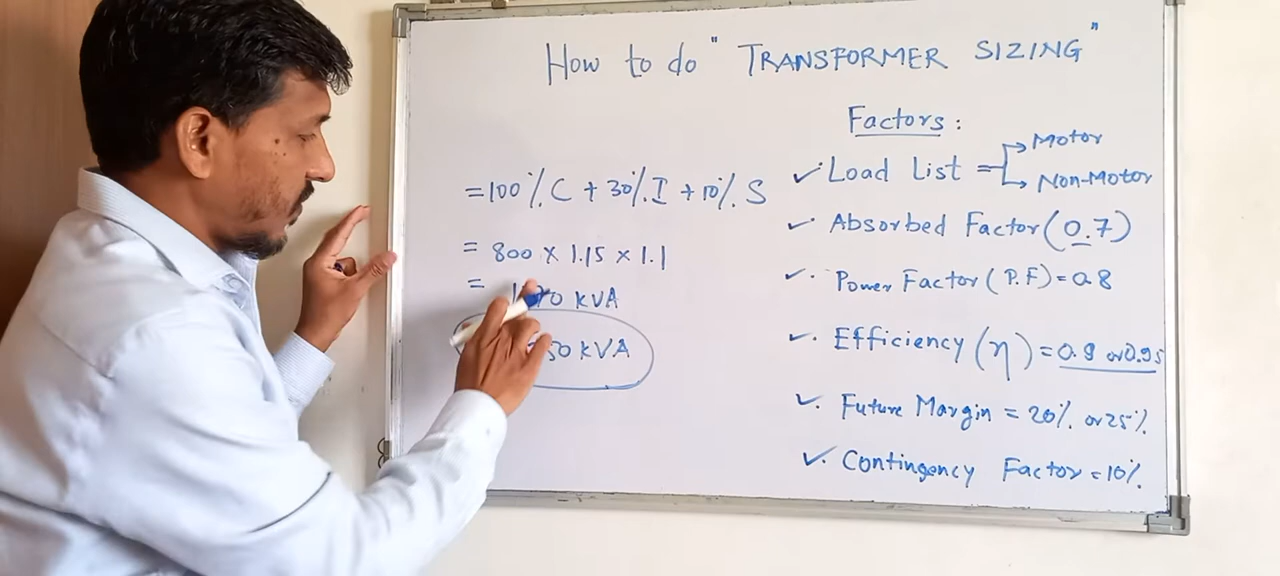 How to do "TRANSFORMER SIZING"
= 100% C + 30% I + 10% S
= 800 x 1.15 x 1.1
=
KVA
KVA
Factors:
✓ Load List = → Motor
→ Non-Motor
✓ Absorbed Factor (0.7)
✓ Power Factor (P.F) = 0.8
✓ Efficiency (η) = 0.9 or 0.95
✓ Future Margin = 20% or 25%
✓ Contingency Factor = 10%